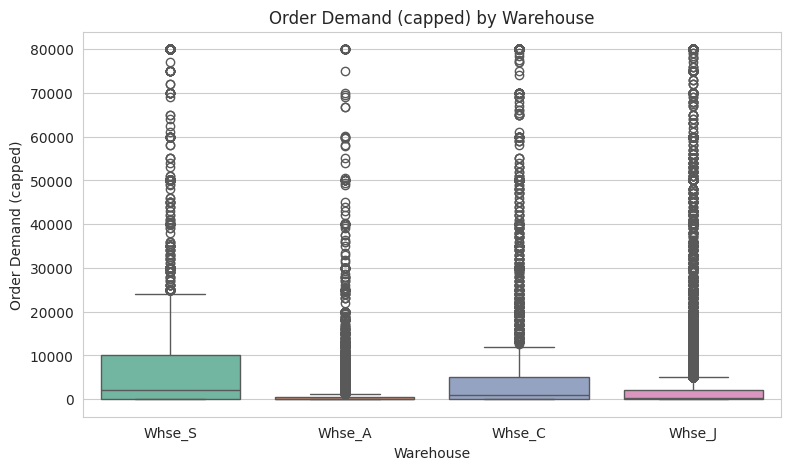 Order Demand (capped) by Warehouse
Order Demand (capped)
80000
70000
60000
50000
40000
30000
20000
10000
0
Whse_S Whse_A Whse_C Whse_J
Warehouse